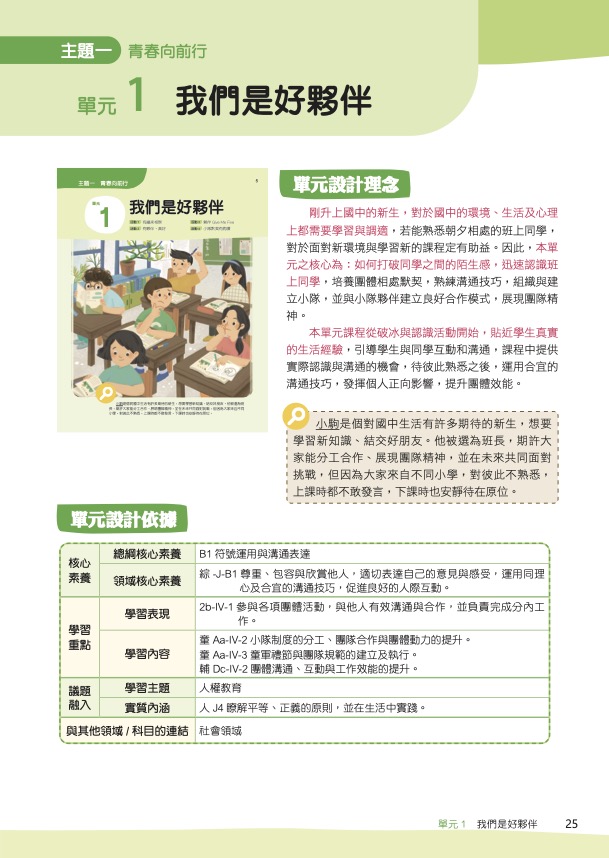 主題一 青春向前行
單元 1 我們是好夥伴
主題一 青春向前行
5
單元
1
我們是好夥伴
單元設計理念
剛升上國中的新生，對於國中的環境、生活及心理
上都需要學習與調適，若能熟悉朝夕相處的班上同學，
對於面對新環境與學習新的課程定有助益。因此，本單
元之核心為：如何打破同學之間的陌生感，迅速認識班
上同學，培養團體相處默契，熟練溝通技巧，組織與建
立小隊，並與小隊夥伴建立良好合作模式，展現團隊精
神。
本單元課程從破冰與認識活動開始，貼近學生真實
的生活經驗，引導學生與同學互動和溝通，課程中提供
實際認識與溝通的機會，待彼此熟悉之後，運用合宜的
溝通技巧，發揮個人正向影響，提升團體效能。
小駒是個對國中生活有許多期待的新生，想要
學習新知識、結交好朋友。他被選為班長，期許大
家能分工合作、展現團隊精神，並在未來共同面對
挑戰，但因為大家來自不同小學，對彼此不熟悉，
上課時都不敢發言，下課時也安靜待在原位。
單元設計依據
核心素養
總綱核心素養 B1 符號運用與溝通表達
領域核心素養 綜 -J-B1 尊重、包容與欣賞他人，適切表達自己的意見與感受，運用同理
心及合宜的溝通技巧，促進良好的人際互動。
學習重點
學習表現 2b-IV-1 參與各項團體活動，與他人有效溝通與合作，並負責完成分內工
作。
學習內容 童 Aa-IV-2 小隊制度的分工、團隊合作與團體動力的提升。
童 Aa-IV-3 童軍禮節與團隊規範的建立及執行。
輔 Dc-IV-2 團體溝通、互動與工作效能的提升。
議題融入
學習主題 人權教育
實質內涵 人 J4 瞭解平等、正義的原則，並在生活中實踐。
與其他領域 / 科目的連結 社會領域
單元 1 我們是好夥伴 25